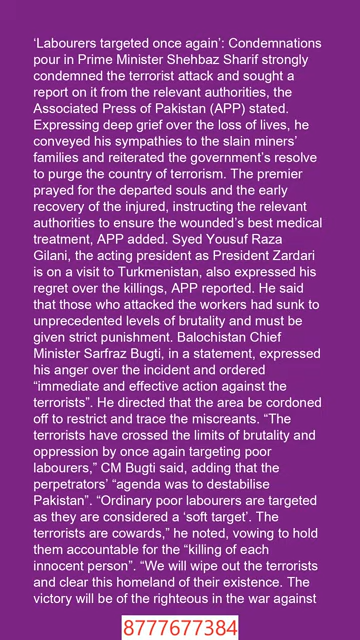 ‘Labourers targeted once again’: Condemnations
pour in Prime Minister Shehbaz Sharif strongly
condemned the terrorist attack and sought a
report on it from the relevant authorities, the
Associated Press of Pakistan (APP) stated.
Expressing deep grief over the loss of lives, he
conveyed his sympathies to the slain miners’
families and reiterated the government’s resolve
to purge the country of terrorism. The premier
prayed for the departed souls and the early
recovery of the injured, instructing the relevant
authorities to ensure the wounded’s best medical
treatment, APP added. Syed Yousuf Raza
Gilani, the acting president as President Zardari
is on a visit to Turkmenistan, also expressed his
regret over the killings, APP reported. He said
that those who attacked the workers had sunk to
unprecedented levels of brutality and must be
given strict punishment. Balochistan Chief
Minister Sarfraz Bugti, in a statement, expressed
his anger over the incident and ordered
“immediate and effective action against the
terrorists”. He directed that the area be cordoned
off to restrict and trace the miscreants. “The
terrorists have crossed the limits of brutality and
oppression by once again targeting poor
labourers,” CM Bugti said, adding that the
perpetrators’ “agenda was to destabilise
Pakistan”. “Ordinary poor labourers are targeted
as they are considered a ‘soft target’. The
terrorists are cowards,” he noted, vowing to hold
them accountable for the “killing of each
innocent person”. “We will wipe out the terrorists
and clear this homeland of their existence. The
victory will be of the righteous in the war against
8777677384